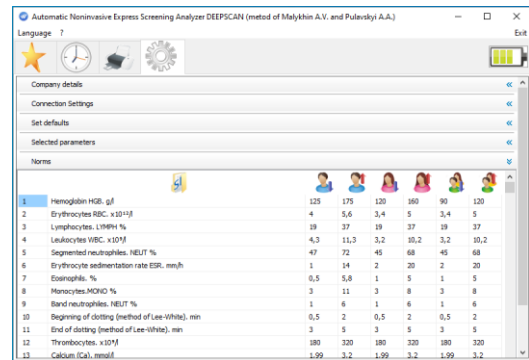 Automatic Noninvasive Express Screening Analyzer DEEPSCAN (metod of Malykhin A.V. and Pulavskyi A.A.)
Language ? Exit
Company details
Connection Settings
Set defaults
Selected parameters
Norms
1 Hemoglobin HGB. g/l 125 175 120 160 90 120
2 Erythrocytes RBC. x10¹²/l 4 5,6 3,4 5 3,4 5
3 Lymphocytes. LYMPH % 19 37 19 37 19 37
4 Leukocytes WBC. x10⁹/l 4,3 11,3 3,2 10,2 3,2 10,2
5 Segmented neutrophiles. NEUT % 47 72 45 68 45 68
6 Erythrocyte sedimentation rate ESR. mm/h 1 14 2 20 2 20
7 Eosinophils. % 0,5 5,8 1 5 1 5
8 Monocytes.MONO % 3 11 3 8 3 8
9 Band neutrophiles. NEUT % 1 6 1 6 1 6
10 Beginning of clotting (method of Lee-White). min 0,5 2 0,5 2 0,5 2
11 End of clotting (method of Lee-White). min 3 5 3 5 3 5
12 Thrombocytes. x10⁹/l 180 320 180 320 180 320
13 Calcium (Ca). mmol/l 1.99 3.2 1.99 3.2 1.99 3.2